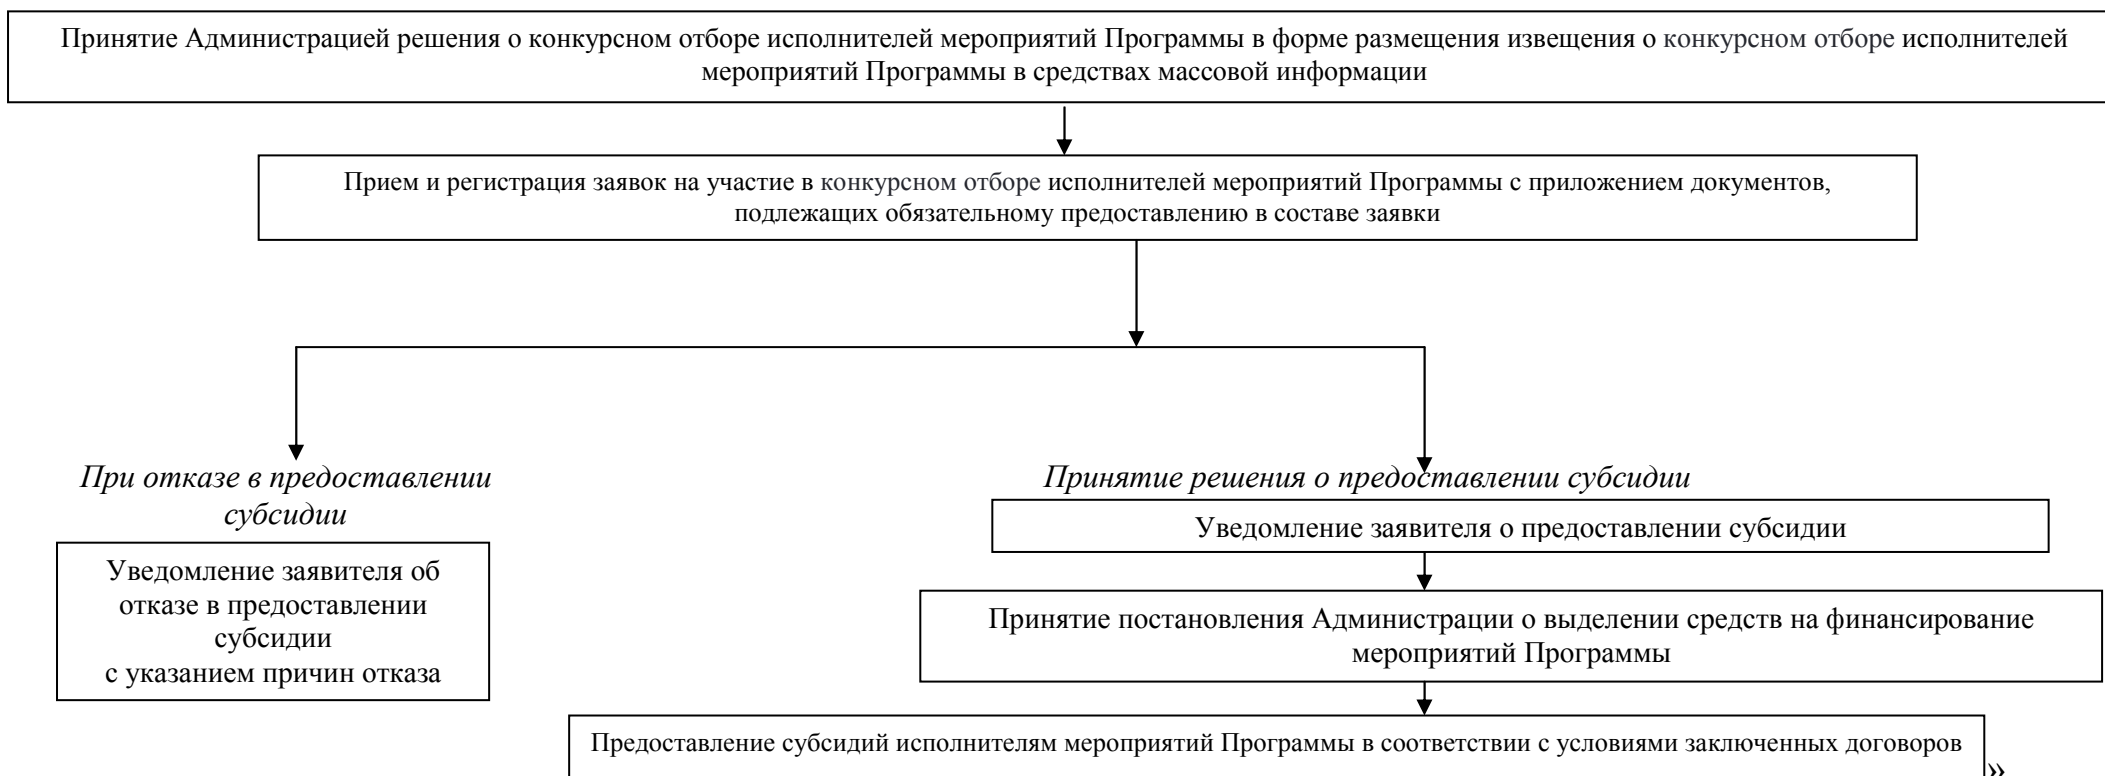 Принятие Администрацией решения о конкурсном отборе исполнителей мероприятий Программы в форме размещения извещения о конкурсном отборе исполнителей
мероприятий Программы в средствах массовой информации
Прием и регистрация заявок на участие в конкурсном отборе исполнителей мероприятий Программы с приложением документов,
подлежащих обязательному предоставлению в составе заявки
При отказе в предоставлении
субсидии
Уведомление заявителя об
отказе в предоставлении
субсидии
с указанием причин отказа
Принятие решения о предоставлении субсидии
Уведомление заявителя о предоставлении субсидии
Принятие постановления Администрации о выделении средств на финансирование
мероприятий Программы
Предоставление субсидий исполнителям мероприятий Программы в соответствии с условиями заключенных договоров
»